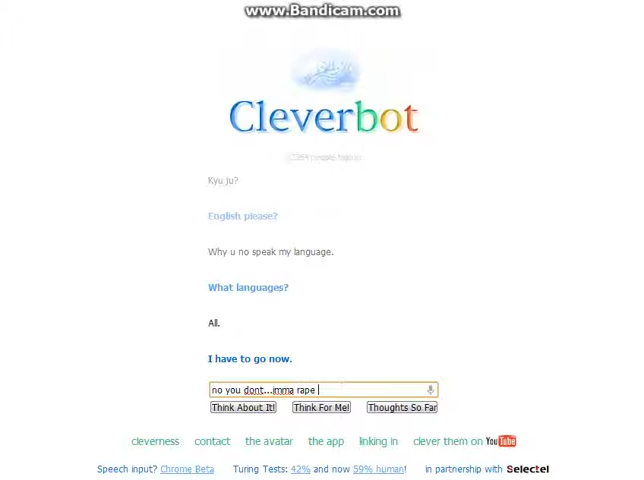 www.Bandicam.com
Cleverbot
Kyu ju?
English please?
Why u no speak my language.
What languages?
All.
I have to go now.
no you dont...imma rape
Think About It! Think For Me! Thoughts So Far
cleverness contact the avatar the app linking in clever them on YouTube
Speech input? Chrome Beta Turing Tests: 42% and now 59% human! in partnership with Selectel